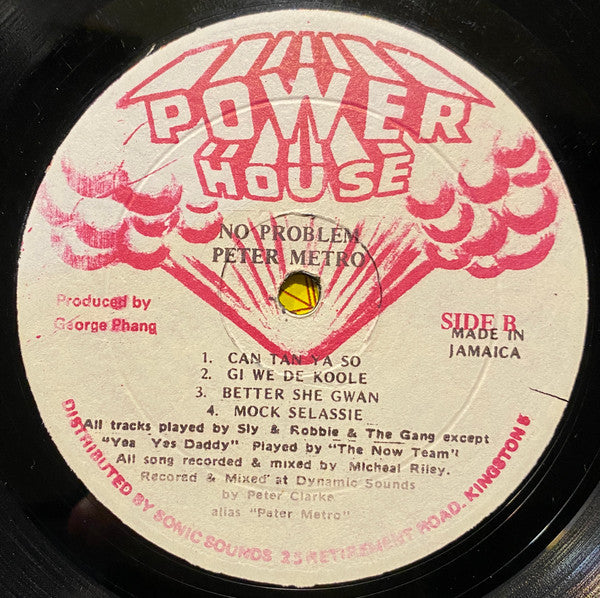 POWER
HOUSE
NO PROBLEM
PETER METRO
Produced by
George Phang
SIDE B
MADE IN
JAMAICA
1. CAN TAN YA SO
2. GI WE DE KOOLE
3. BETTER SHE GWAN
4. MOCK SELASSIE
All tracks played by Sly & Robbie & The Gang except
"Yea Yes Daddy" Played by "The Now Team"
All song recorded & mixed by Micheal Riley.
Recorad & Mixed at Dynamic Sounds
by Peter Clarke
alias "Peter Metro"
DISTRIBUTED BY SONIC SOUNDS 25 RETIREMENT ROAD, KINGSTON 5